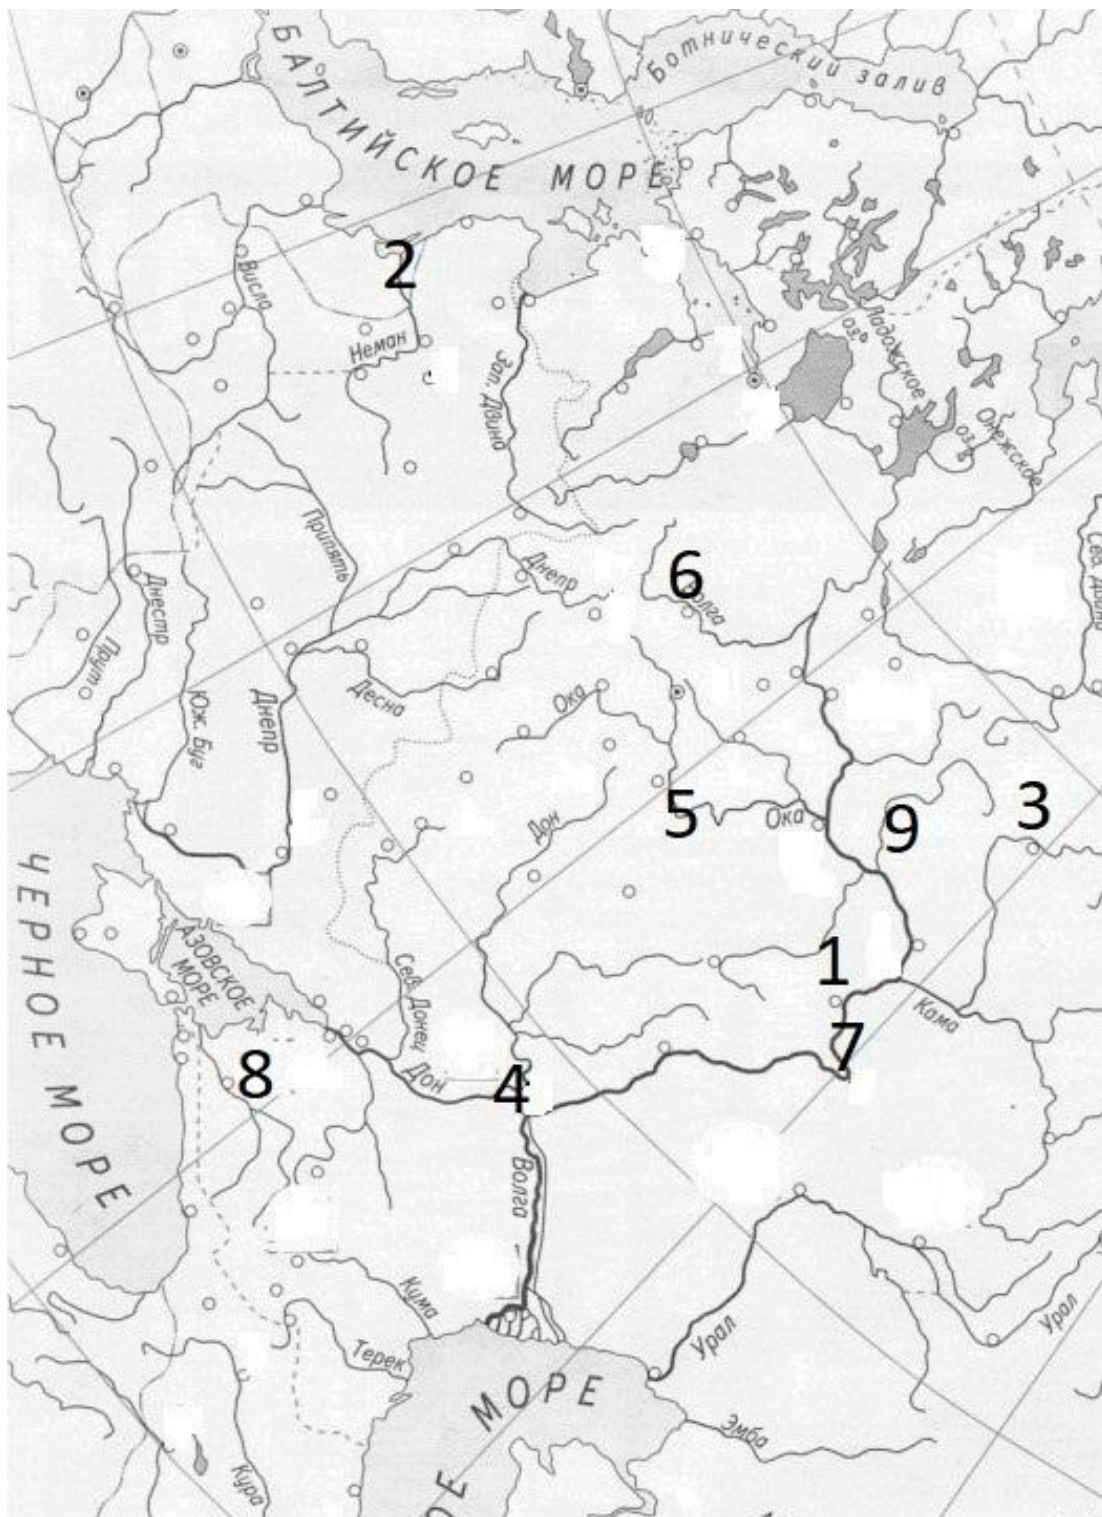 БАЛТИЙСКОЕ МОРЕ
Ботнический залив
2
Висла
Неман
Зап. Двина
Ладожское
оз.
Онежское
оз.
Припять
Днепр
6
Волга
Сев. Двина
Днестр
Прут
Юж. Буг
Днепр
Десна
Ока
Дон
5
Ока
9
3
ЧЕРНОЕ МОРЕ
АЗОВСКОЕ
МОРЕ
Сев. Донец
1
Кама
7
8
Дон
4
Волга
Кума
Терек
Урал
Урал
МОРЕ
Эмба
Кура